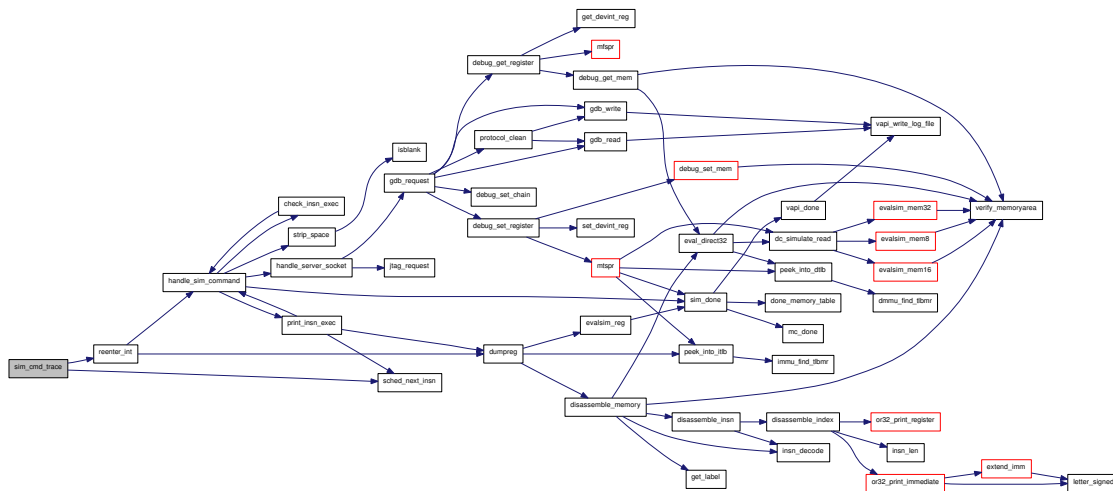 get_devint_reg
mfspr
debug_get_register
debug_get_mem
gdb_write
vapi_write_log_file
protocol_clean
gdb_read
isblank
gdb_request
debug_set_mem
debug_set_chain
check_insn_exec
vapi_done
evalsim_mem32
verify_memoryarea
strip_space
debug_set_register
set_devint_reg
eval_direct32
dc_simulate_read
evalsim_mem8
handle_server_socket
jtag_request
mtspr
peek_into_dtlb
evalsim_mem16
handle_sim_command
sim_done
done_memory_table
dmmu_find_tlbmr
print_insn_exec
evalsim_reg
mc_done
reenter_int
dumpreg
peek_into_itlb
immu_find_tlbmr
sim_cmd_trace
sched_next_insn
disassemble_memory
disassemble_insn
disassemble_index
or32_print_register
insn_decode
insn_len
get_label
extend_imm
or32_print_immediate
letter_signed